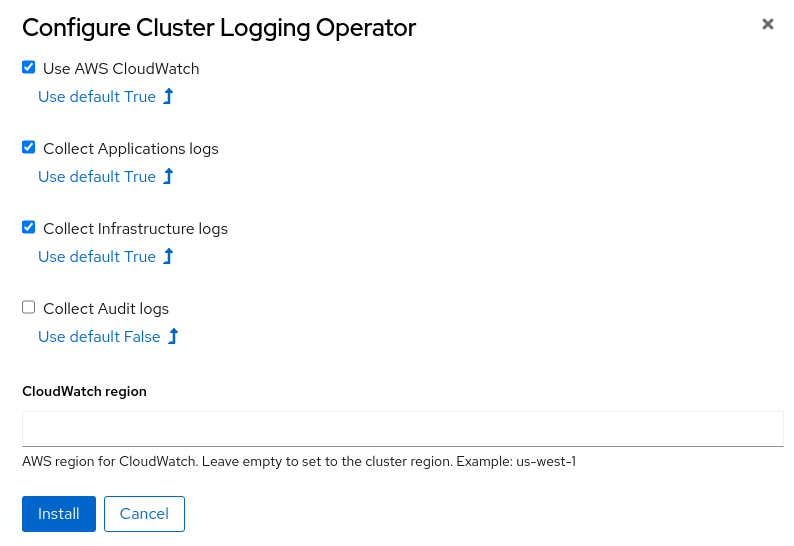 Configure Cluster Logging Operator
Use AWS CloudWatch
Use default True
Collect Applications logs
Use default True
Collect Infrastructure logs
Use default True
Collect Audit logs
Use default False
CloudWatch region
AWS region for CloudWatch. Leave empty to set to the cluster region. Example: us-west-1
Install Cancel